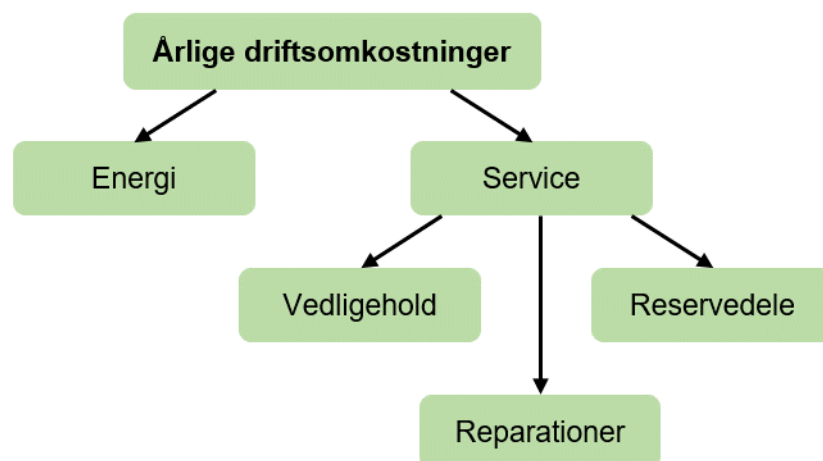 Årlige driftsomkostninger
Energi
Service
Vedligehold
Reservedele
Reparationer